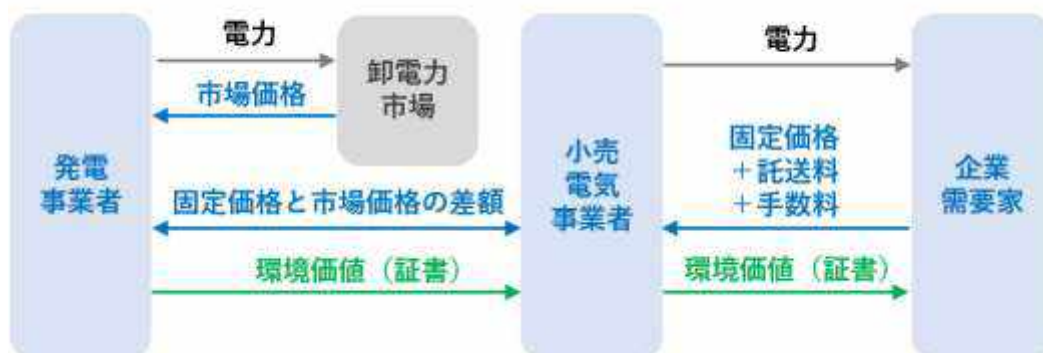 電力
卸電力
市場
市場価格
発電
事業者
固定価格と市場価格の差額
環境価値（証書）
小売
電気
事業者
電力
固定価格
＋託送料
＋手数料
環境価値（証書）
企業
需要家